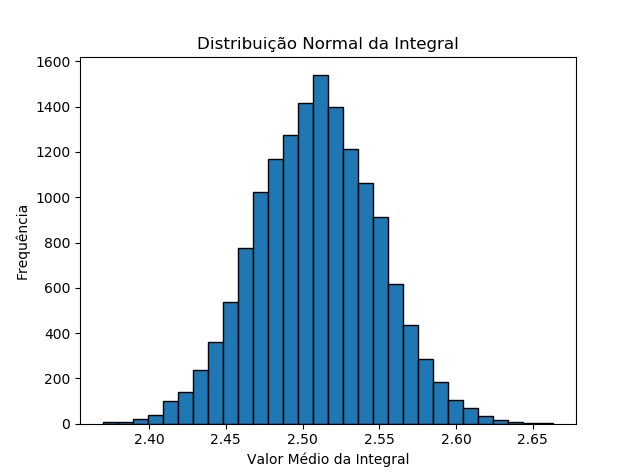 Distribuição Normal da Integral
1600
1400
1200
1000
800
600
400
200
0
Frequência
2.40 2.45 2.50 2.55 2.60 2.65
Valor Médio da Integral